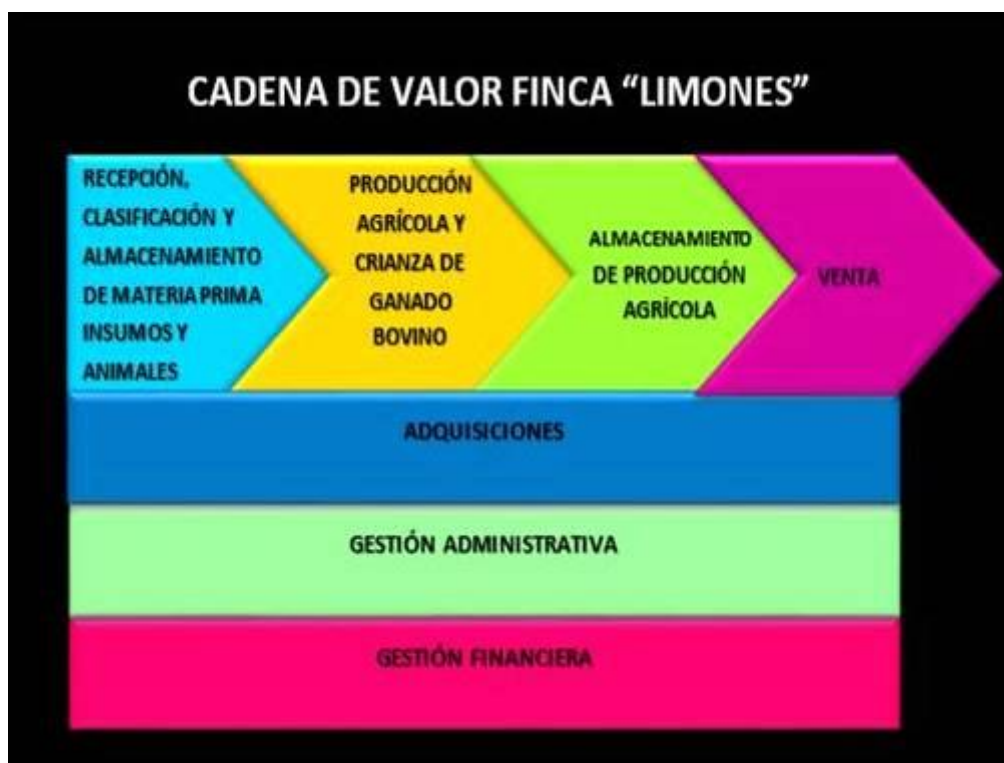 CADENA DE VALOR FINCA “LIMONES”
RECEPCIÓN,
CLASIFICACIÓN Y
ALMACENAMIENTO
DE MATERIA PRIMA
INSUMOS Y
ANIMALES
PRODUCCIÓN
AGRÍCOLA Y
CRIANZA DE
GANADO
BOVINO
ALMACENAMIENTO
DE PRODUCCIÓN
AGRÍCOLA
VENTA
ADQUISICIONES
GESTIÓN ADMINISTRATIVA
GESTIÓN FINANCIERA